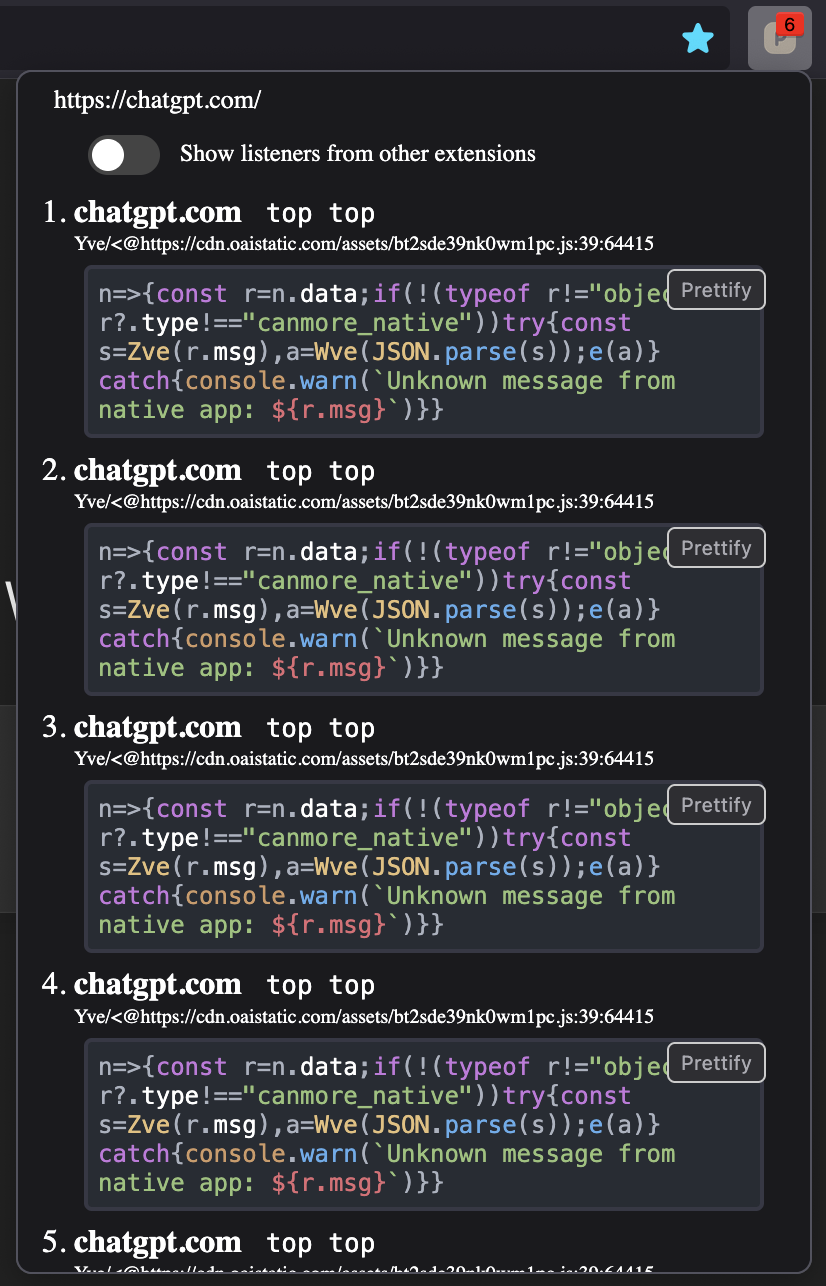 6
https://chatgpt.com/
Show listeners from other extensions
1. chatgpt.com top top
Yve/<@https://cdn.oaistatic.com/assets/bt2sde39nk0wm1pc.js:39:64415
n=>{const r=n.data;if(!(typeof r!="objec
Prettify
r?.type!=="canmore_native"))try{const
s=Zve(r.msg),a=Wve(JSON.parse(s));e(a)}
catch{console.warn(`Unknown message from
native app: ${r.msg}`)}}
2. chatgpt.com top top
Yve/<@https://cdn.oaistatic.com/assets/bt2sde39nk0wm1pc.js:39:64415
n=>{const r=n.data;if(!(typeof r!="objec
Prettify
r?.type!=="canmore_native"))try{const
s=Zve(r.msg),a=Wve(JSON.parse(s));e(a)}
catch{console.warn(`Unknown message from
native app: ${r.msg}`)}}
3. chatgpt.com top top
Yve/<@https://cdn.oaistatic.com/assets/bt2sde39nk0wm1pc.js:39:64415
n=>{const r=n.data;if(!(typeof r!="objec
Prettify
r?.type!=="canmore_native"))try{const
s=Zve(r.msg),a=Wve(JSON.parse(s));e(a)}
catch{console.warn(`Unknown message from
native app: ${r.msg}`)}}
4. chatgpt.com top top
Yve/<@https://cdn.oaistatic.com/assets/bt2sde39nk0wm1pc.js:39:64415
n=>{const r=n.data;if(!(typeof r!="objec
Prettify
r?.type!=="canmore_native"))try{const
s=Zve(r.msg),a=Wve(JSON.parse(s));e(a)}
catch{console.warn(`Unknown message from
native app: ${r.msg}`)}}
5. chatgpt.com top top